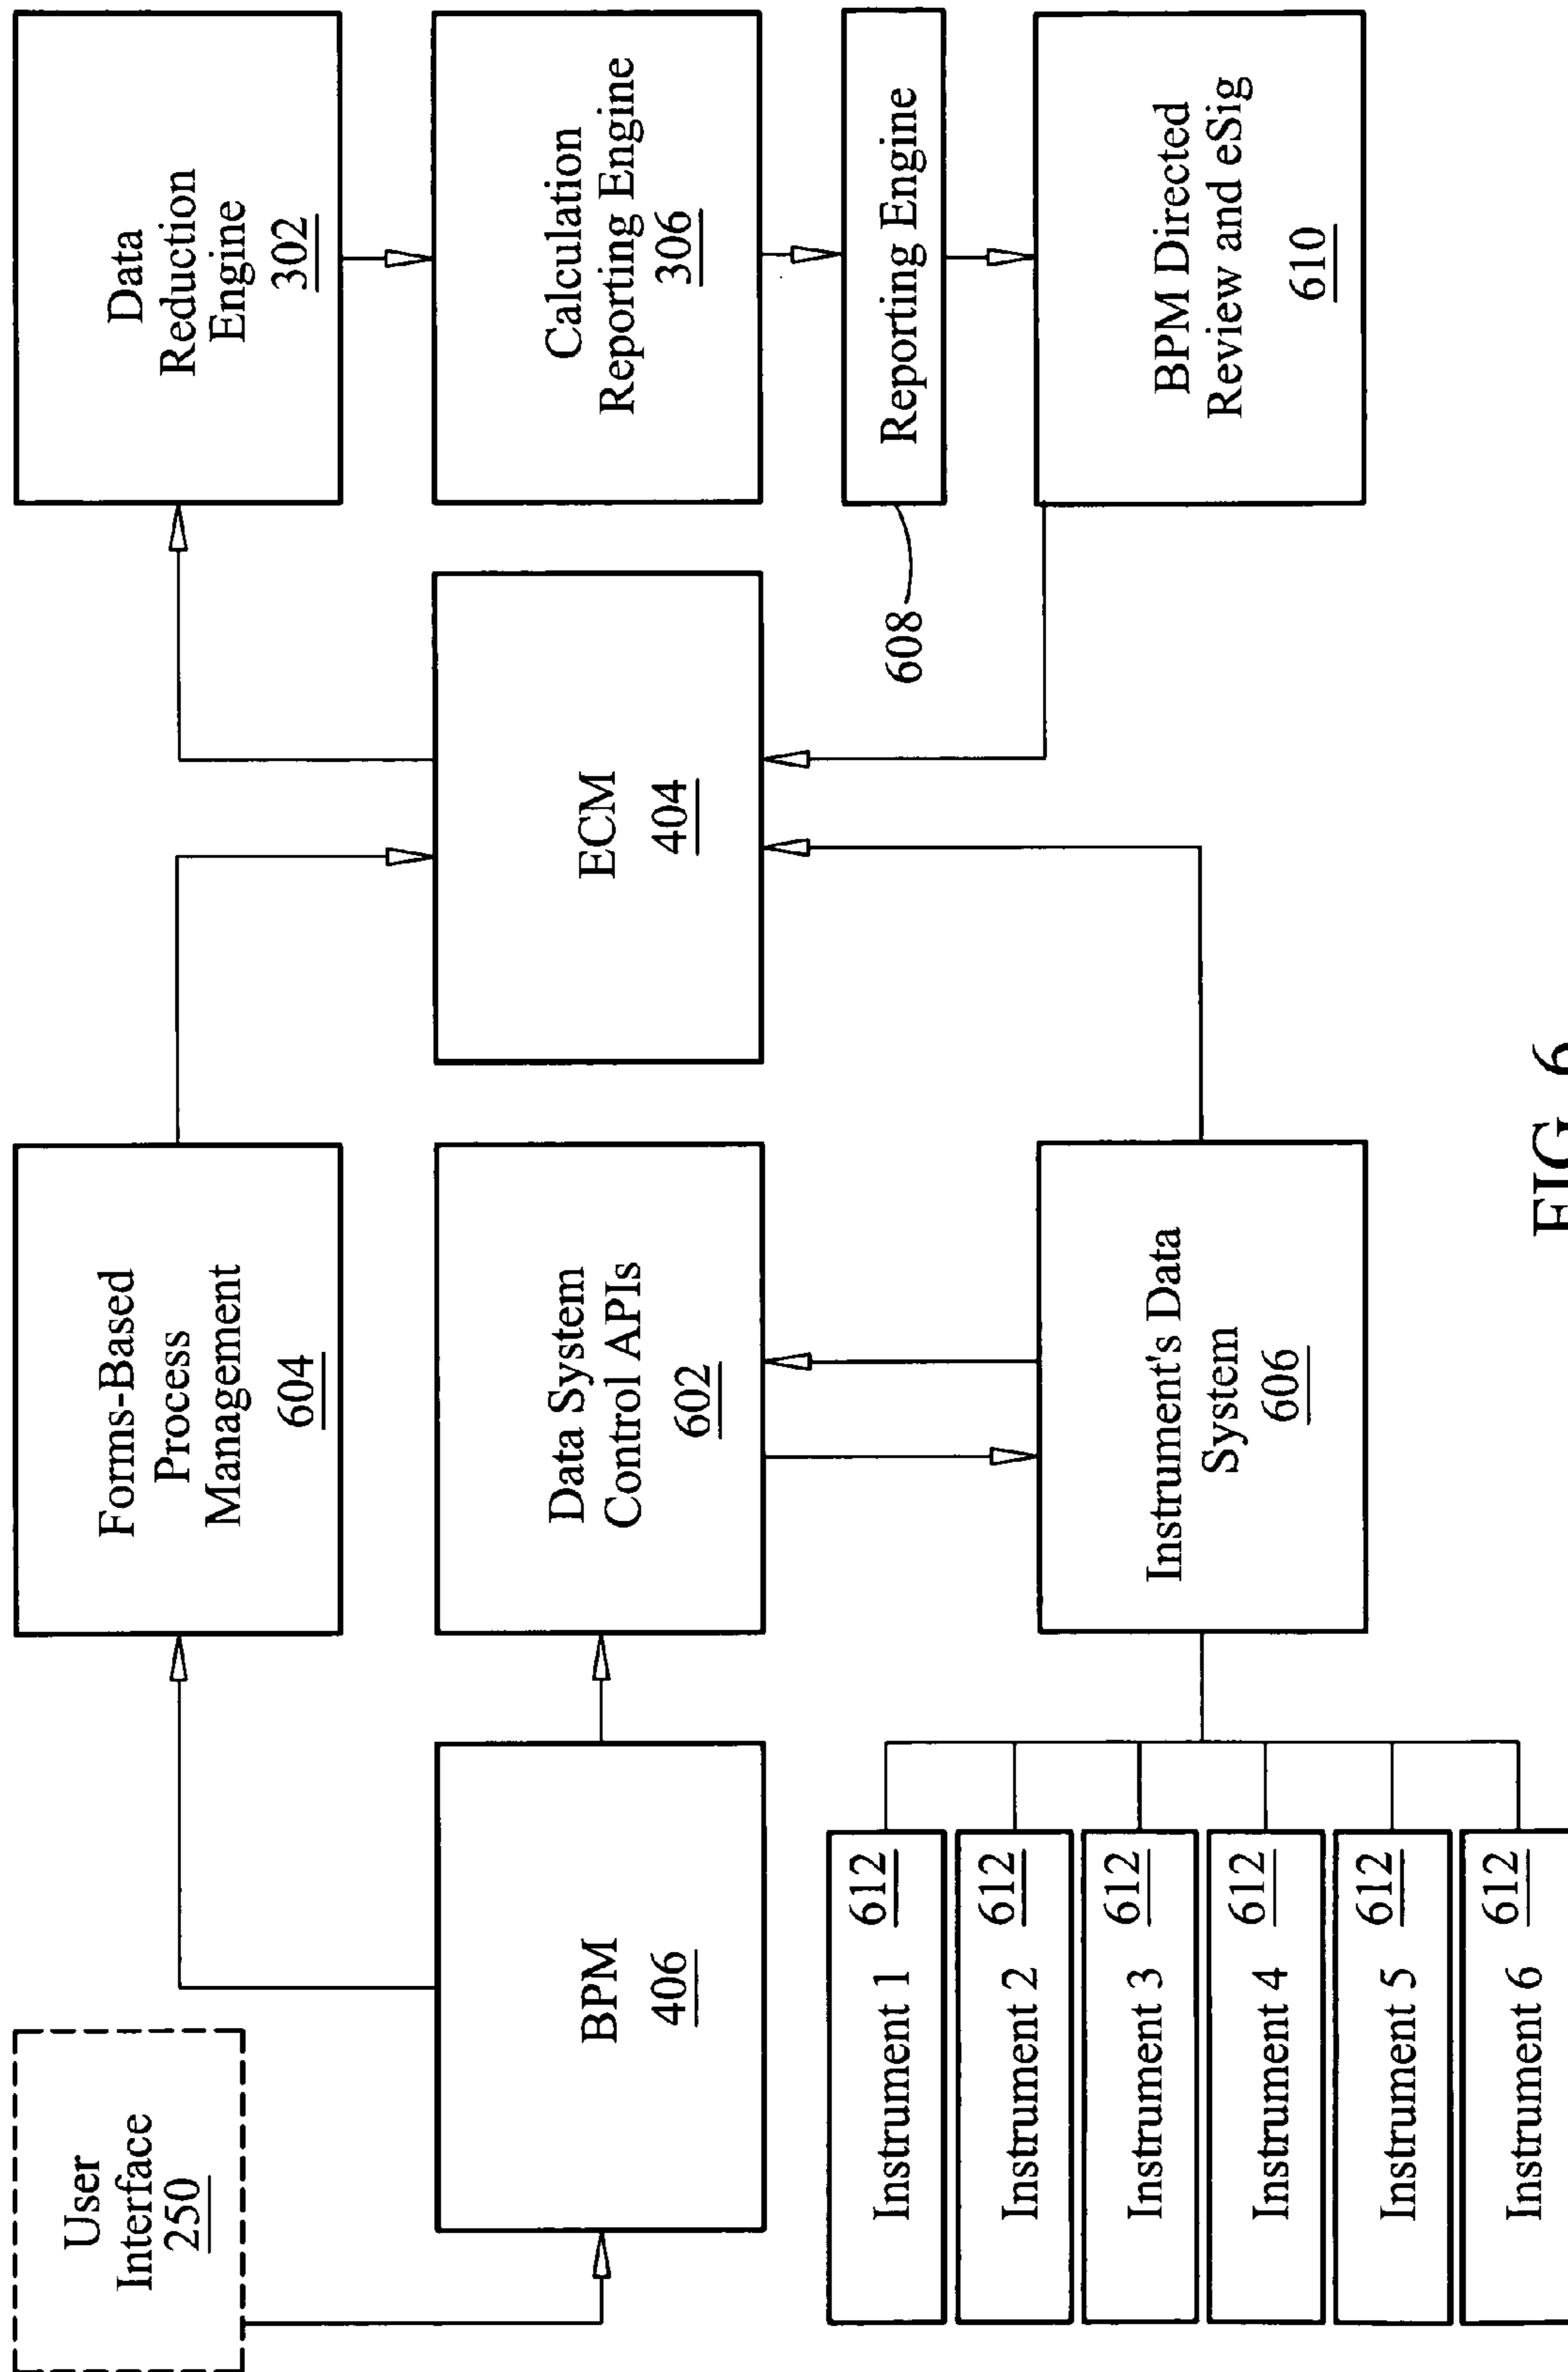 User
Interface
250
BPM
406
Forms-Based
Process
Management
604
Data System
Control APIs
602
Instrument's Data
System
606
Instrument 1 612
Instrument 2 612
Instrument 3 612
Instrument 4 612
Instrument 5 612
Instrument 6 612
ECM
404
Data
Reduction
Engine
302
Calculation
Reporting Engine
306
Reporting Engine
608
BPM Directed
Review and eSig
610
FIG. 6